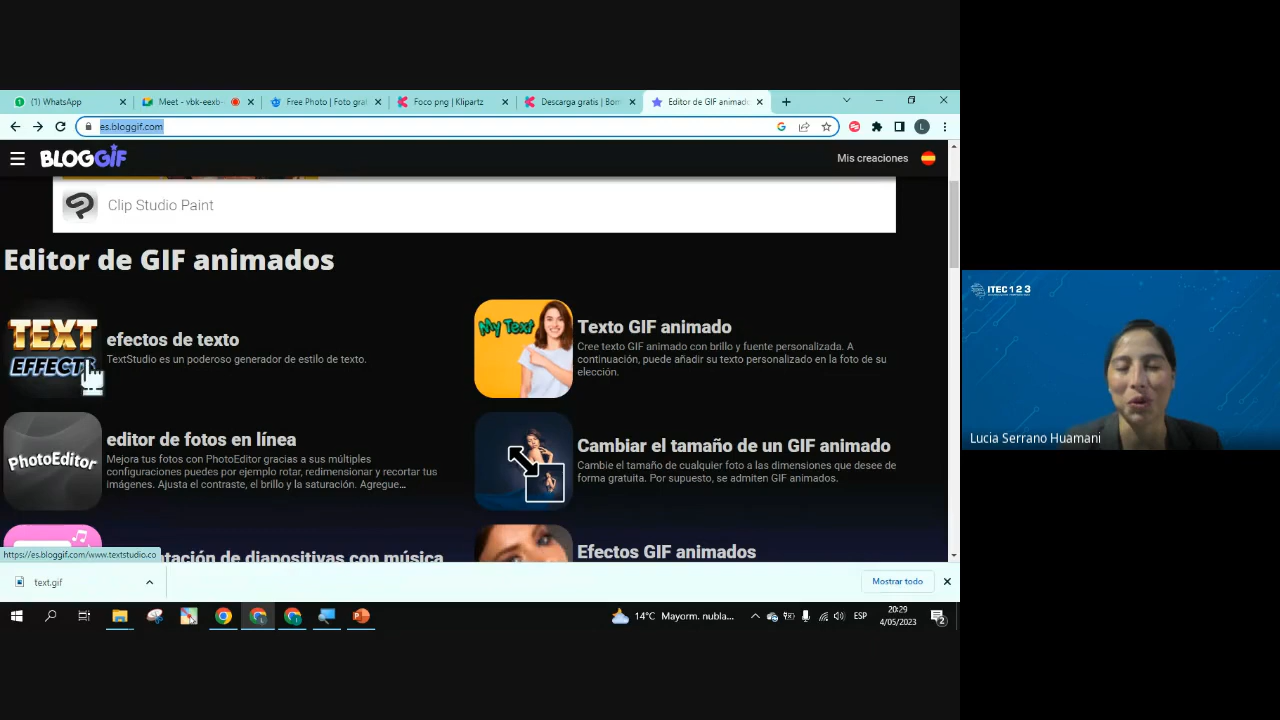 (1) WhatsApp
Meet - vbk-eexb-
Free Photo | Foto gra
Foco png | Klipartz
Descarga gratis | Bom
Editor de GIF animado
es.bloggif.com
L
BLOGGIF
Mis creaciones
Clip Studio Paint
Editor de GIF animados
TEXT
EFFECTS
efectos de texto
TextStudio es un poderoso generador de estilo de texto.
My Text
Texto GIF animado
Cree texto GIF animado con brillo y fuente personalizada. A
continuación, puede añadir su texto personalizado en la foto de su
elección.
PhotoEditor
editor de fotos en línea
Mejora tus fotos con PhotoEditor gracias a sus múltiples
configuraciones puedes por ejemplo rotar, redimensionar y recortar tus
imágenes. Ajusta el contraste, el brillo y la saturación. Agregue...
Cambiar el tamaño de un GIF animado
Cambie el tamaño de cualquier foto a las dimensiones que desee de
forma gratuita. Por supuesto, se admiten GIF animados.
ntación de diapositivas con música
Efectos GIF animados
https://es.bloggif.com/www.textstudio.co
text.gif
Mostrar todo
14°C Mayorm. nubla...
ESP
20:29
4/05/2023
2
ITEC 1 2 3
Lucia Serrano Huamani